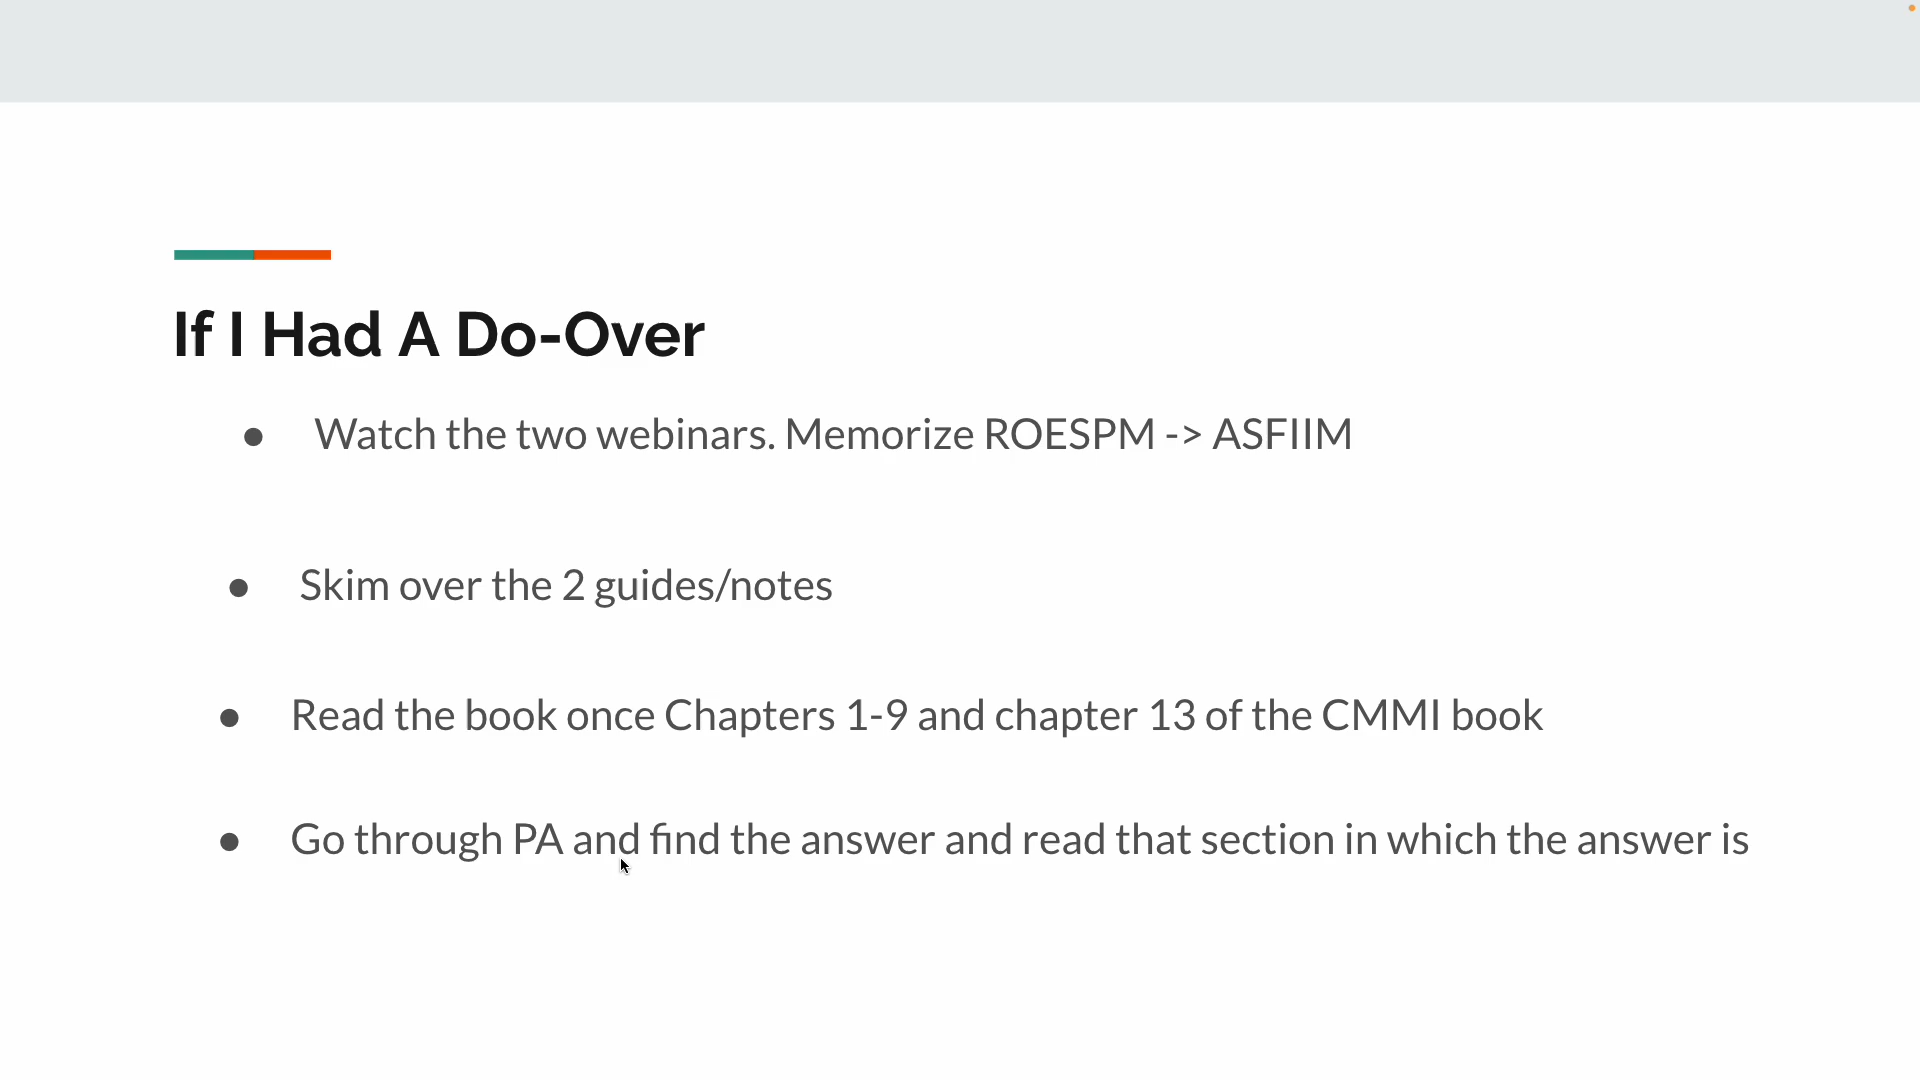 If I Had A Do-Over
● Watch the two webinars. Memorize ROESPM -> ASFIIM
● Skim over the 2 guides/notes
● Read the book once Chapters 1-9 and chapter 13 of the CMMI book
● Go through PA and find the answer and read that section in which the answer is